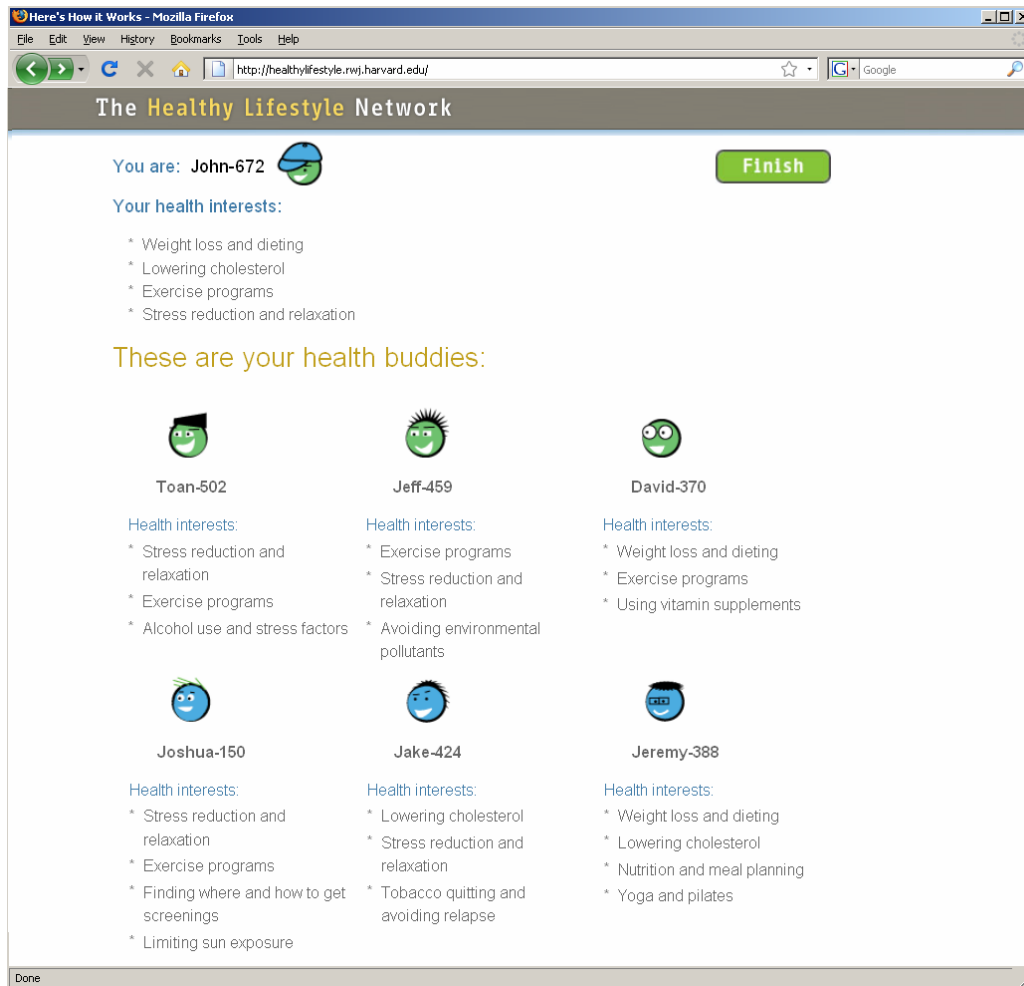 Here's How it Works - Mozilla Firefox
File Edit View History Bookmarks Tools Help
http://healthylifestyle.rwj.harvard.edu/ G Google
The Healthy Lifestyle Network
You are: John-672 Finish
Your health interests:
* Weight loss and dieting
* Lowering cholesterol
* Exercise programs
* Stress reduction and relaxation
These are your health buddies:
Toan-502
Health interests:
* Stress reduction and
relaxation
* Exercise programs
* Alcohol use and stress factors
Jeff-459
Health interests:
* Exercise programs
* Stress reduction and
relaxation
* Avoiding environmental
pollutants
David-370
Health interests:
* Weight loss and dieting
* Exercise programs
* Using vitamin supplements
Joshua-150
Health interests:
* Stress reduction and
relaxation
* Exercise programs
* Finding where and how to get
screenings
* Limiting sun exposure
Jake-424
Health interests:
* Lowering cholesterol
* Stress reduction and
relaxation
* Tobacco quitting and
avoiding relapse
Jeremy-388
Health interests:
* Weight loss and dieting
* Lowering cholesterol
* Nutrition and meal planning
* Yoga and pilates
Done